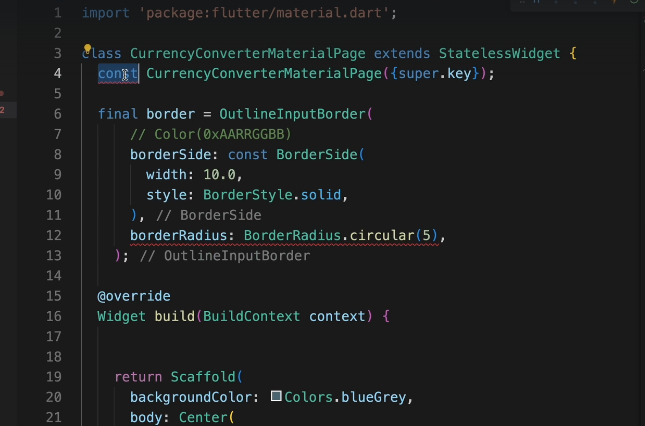 1 import 'package:flutter/material.dart';
2
3 class CurrencyConverterMaterialPage extends StatelessWidget {
4 const CurrencyConverterMaterialPage({super.key});
5
6 final border = OutlineInputBorder(
7 // Color(0xAARRGGBB)
8 borderSide: const BorderSide(
9 width: 10.0,
10 style: BorderStyle.solid,
11 ), // BorderSide
2
12 borderRadius: BorderRadius.circular(5),
13 ); // OutlineInputBorder
14
15 @override
16 Widget build(BuildContext context) {
17
18
19 return Scaffold(
20 backgroundColor: Colors.blueGrey,
21 body: Center(